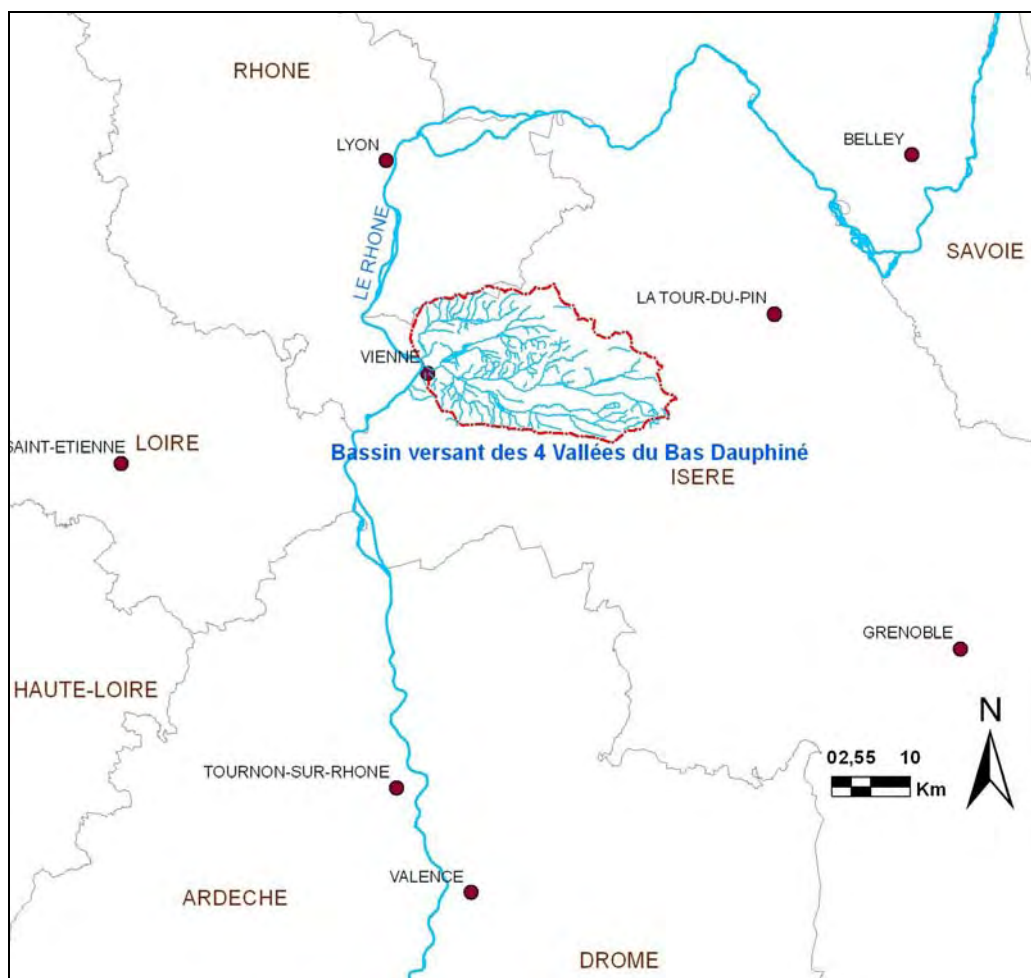 RHONE
LYON
BELLEY
LE RHONE
SAVOIE
LA TOUR-DU-PIN
VIENNE
SAINT-ETIENNE
LOIRE
Bassin versant des 4 Vallées du Bas Dauphiné
ISERE
GRENOBLE
HAUTE-LOIRE
N
TOURNON-SUR-RHONE
02,55 10
Km
VALENCE
ARDECHE
DROME